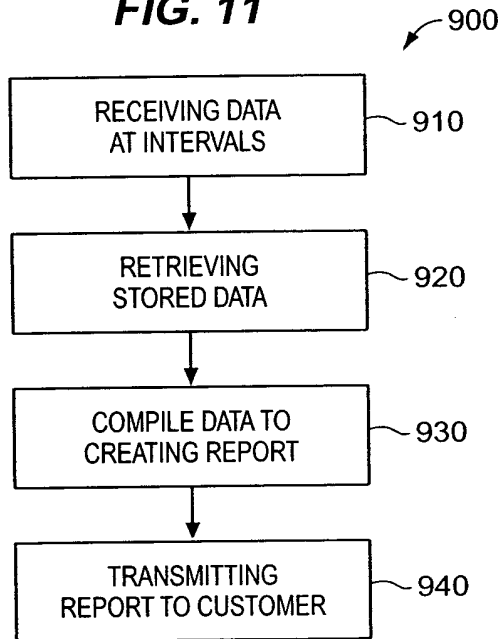 FIG. 11
900
RECEIVING DATA
AT INTERVALS
910
RETRIEVING
STORED DATA
920
COMPILE DATA TO
CREATING REPORT
930
TRANSMITTING
REPORT TO CUSTOMER
940